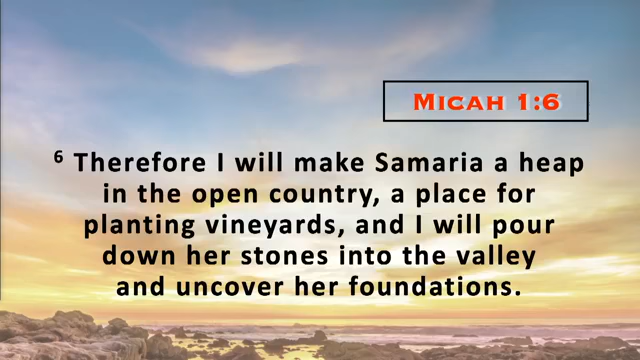 Micah 1:6
6 Therefore I will make Samaria a heap
in the open country, a place for
planting vineyards, and I will pour
down her stones into the valley
and uncover her foundations.